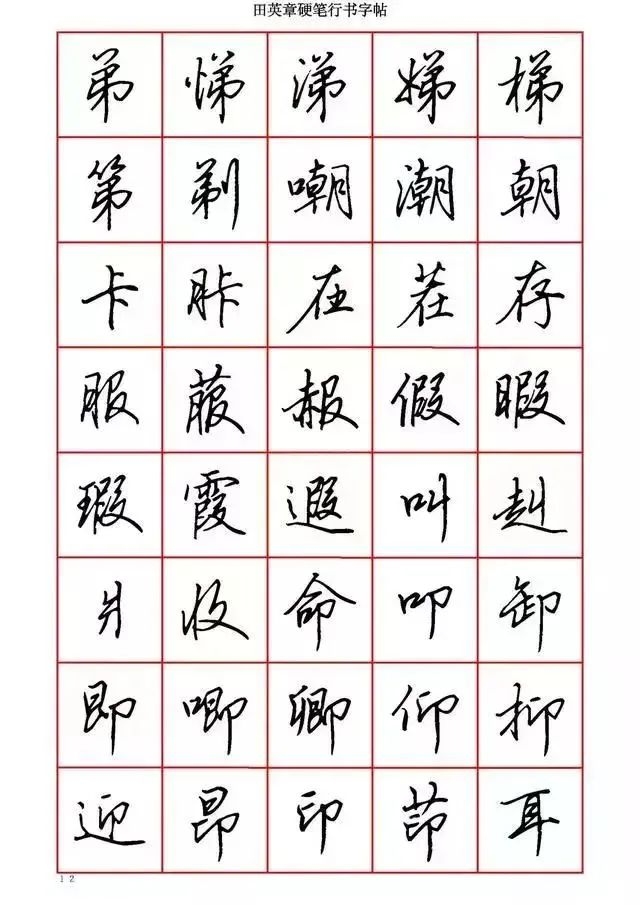 田英章硬笔行书字帖
弟 悌 涕 娣 梯
第 剃 嘲 潮 朝
卡 胩 在 茬 存
服 菔 赧 假 暇
瑕 霞 遐 叫 赳
收 命 叩 卸
即 唧 卿 仰 抑
迎 昂 印 茚 耳
12